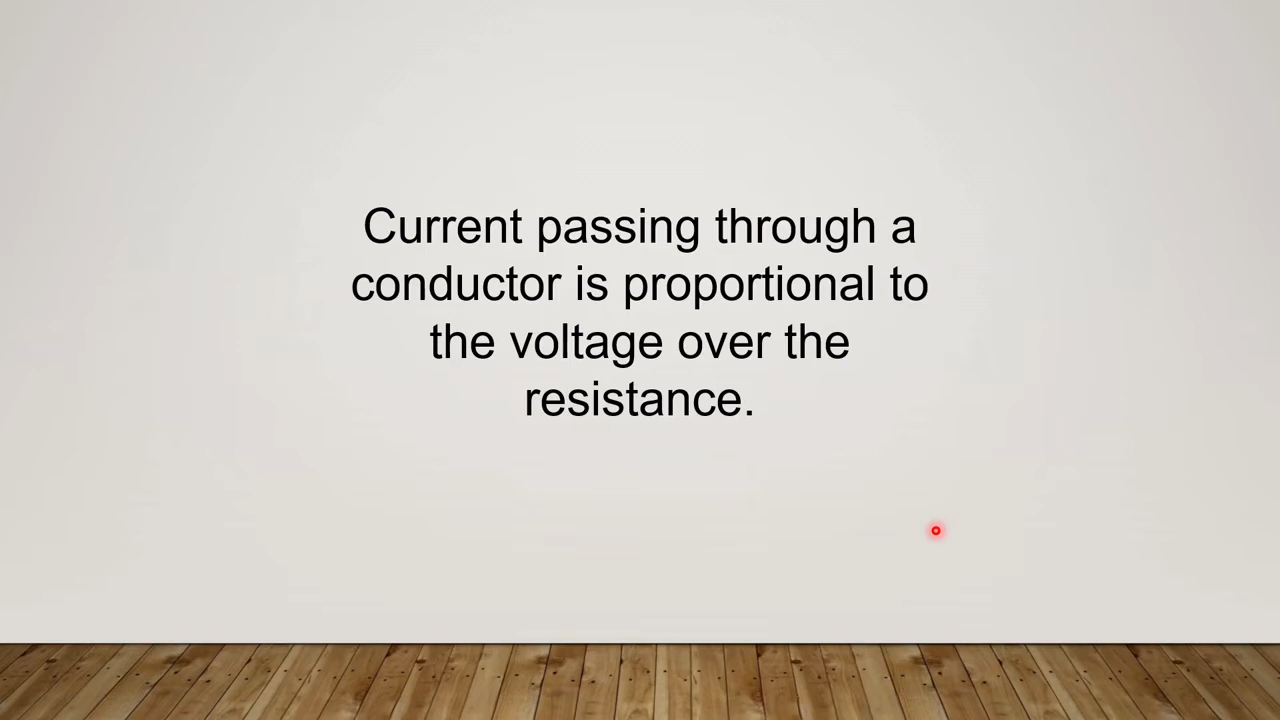 Current passing through a
conductor is proportional to
the voltage over the
resistance.